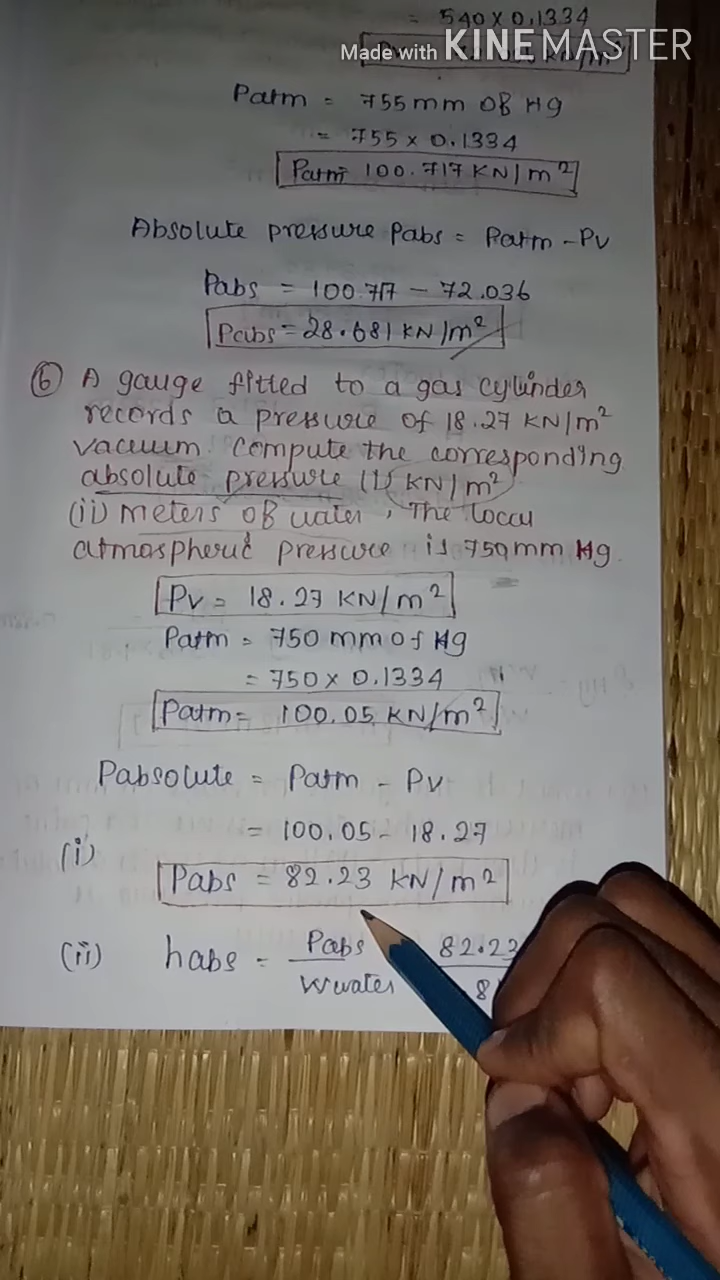 = 540 x 0.1334
Made with KINEMASTER
Patm = 755 mm OB Hg
= 755 x 0.1334
Patm= 100.717 KN/m²
Absolute pressure Pabs = Patm - Pv
Pabs = 100.717 - 72.036
Pabs = 28.681 KN/m²
⑥ A gauge fitted to a gas cylinder
records a pressure of 18.27 KN/m²
vacuum. Compute the corresponding
absolute pressure (i) KN/m²
(ii) meters OB water, The local
atmospheric pressure is 750mm Hg.
Pv = 18.27 KN/m²
Patm = 750 mm of Hg
= 750 x 0.1334
Patm = 100.05 KN/m²
Pabsolute = Patm - Pv
= 100.05 - 18.27
(i)
Pabs = 82.23 KN/m²
(ii) habs = Pabs 82.23
Wwater